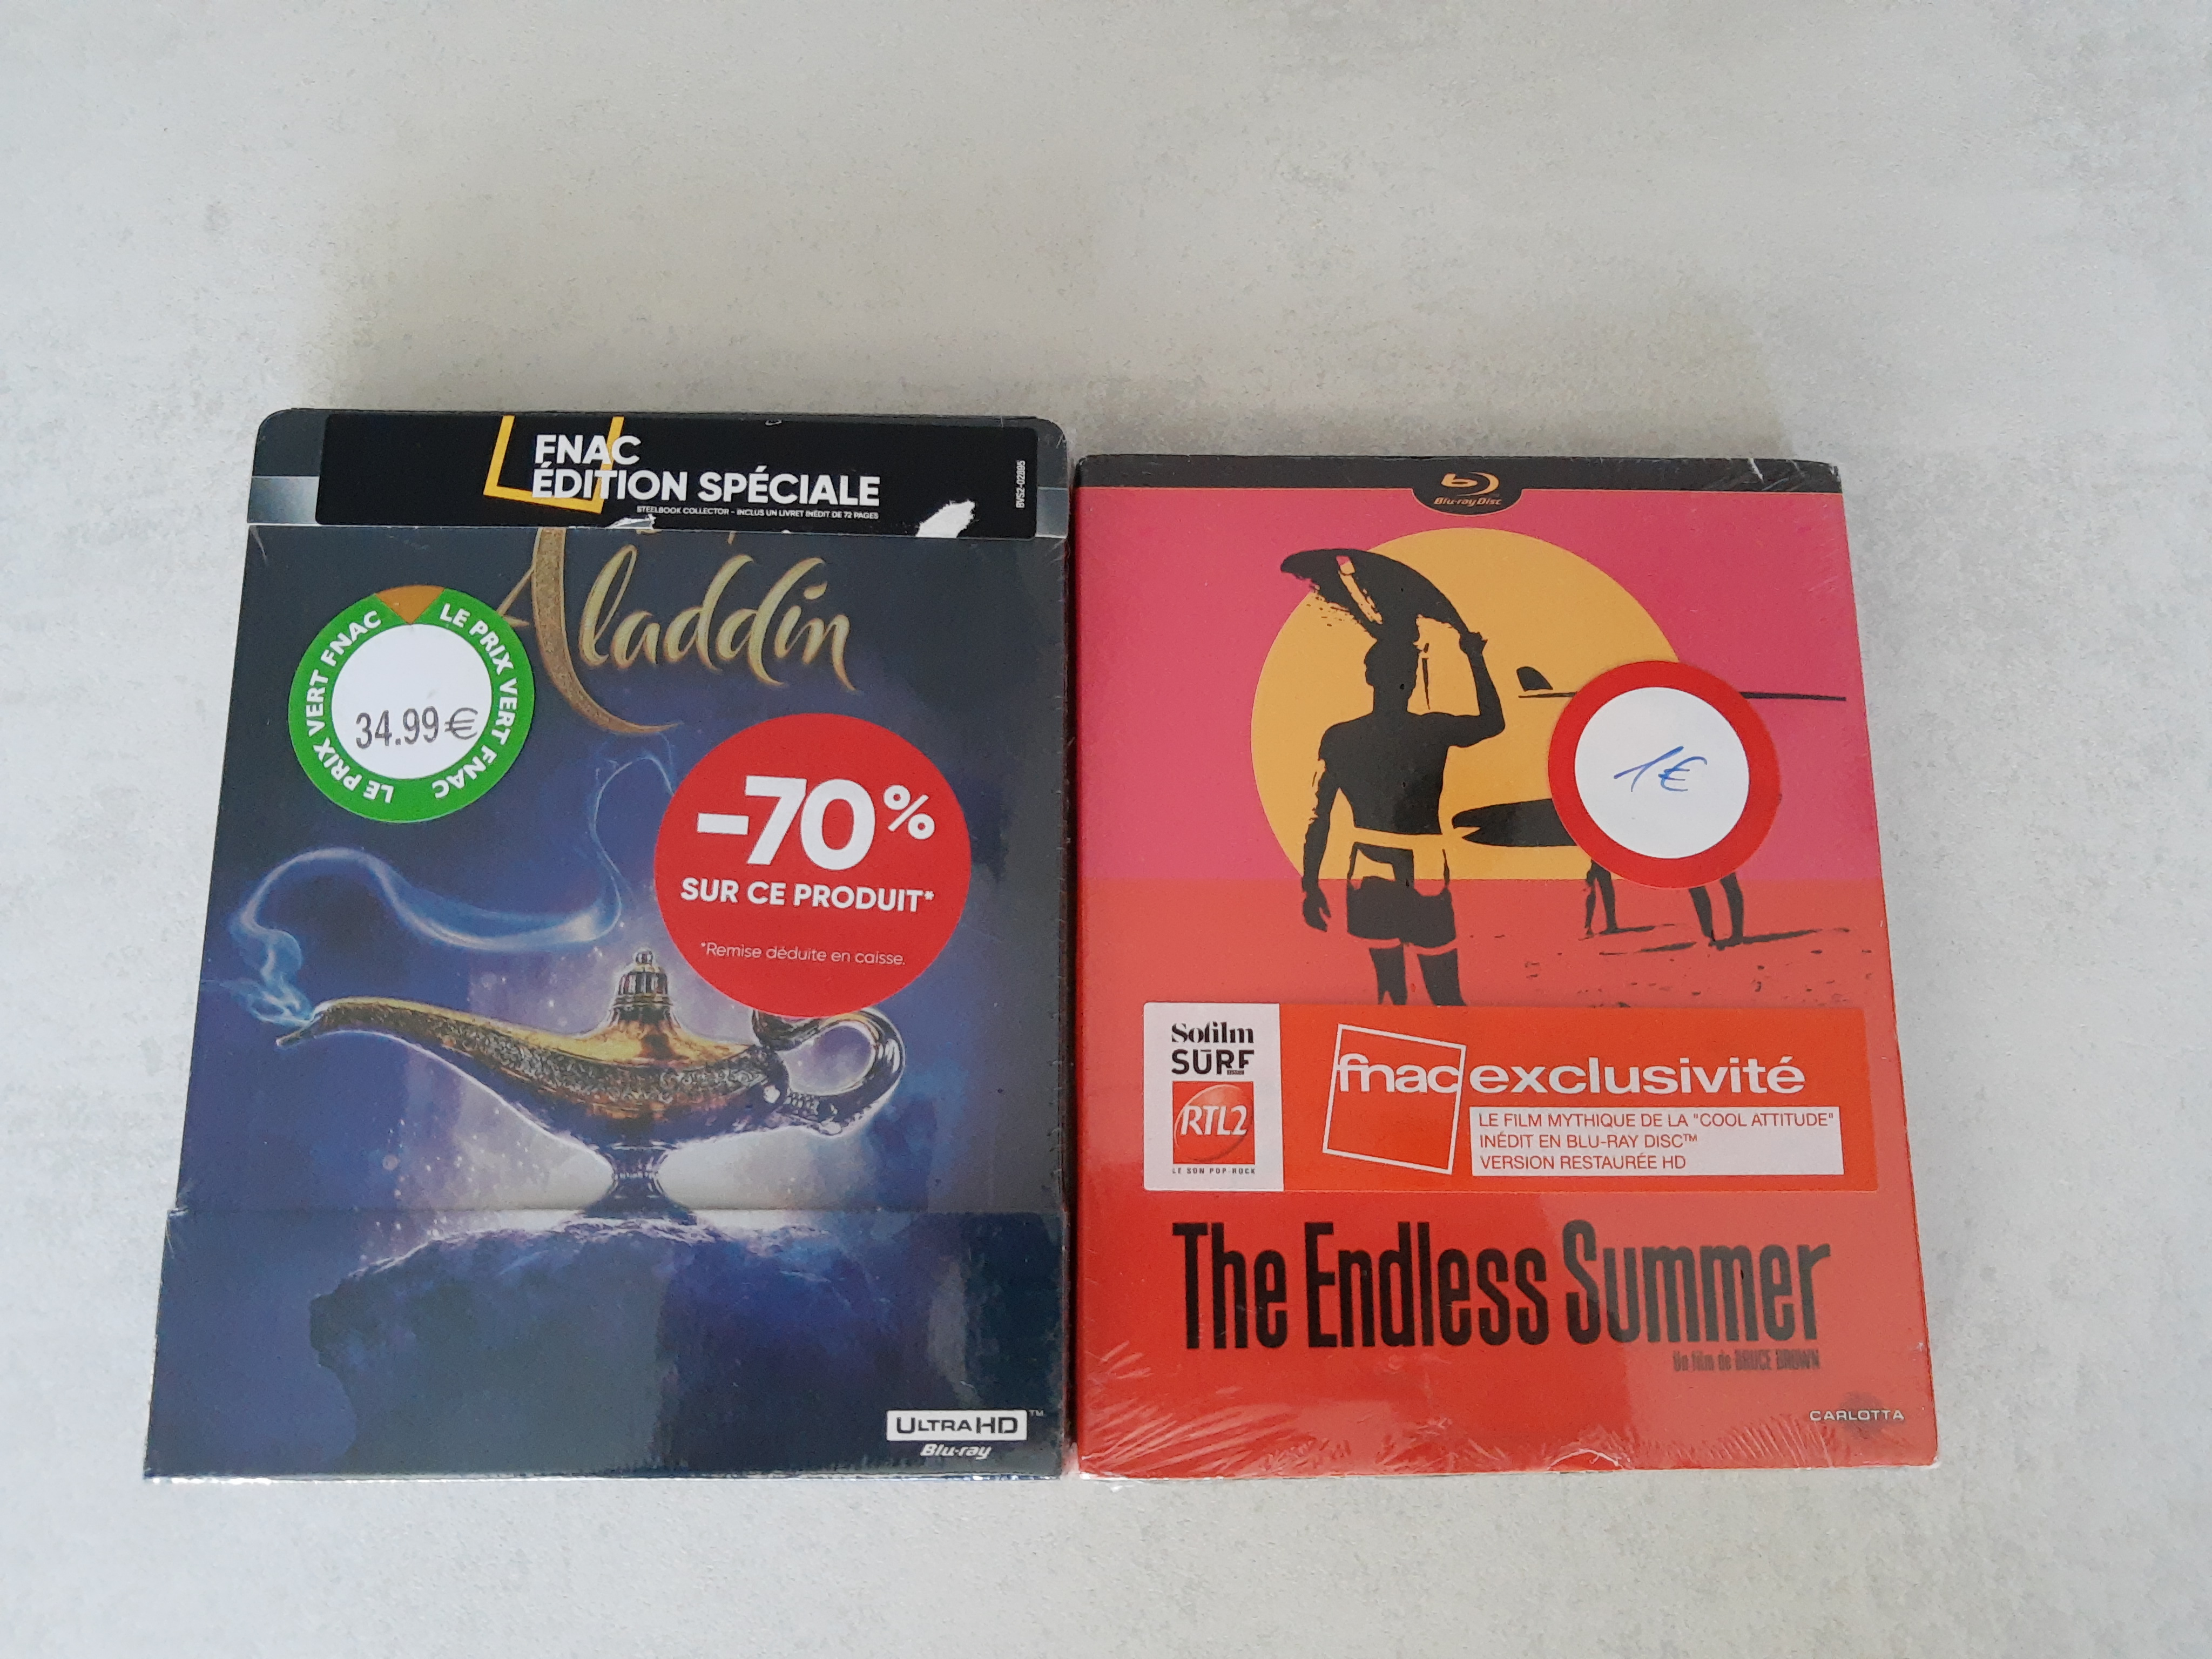 FNAC
ÉDITION SPÉCIALE
STEELBOOK COLLECTOR - INCLUS UN LIVRET INÉDIT DE 72 PAGES
BVS2-02895
Aladdin
LE PRIX VERT FNAC
LE PRIX VERT FNAC
34.99€
-70%
SUR CE PRODUIT*
*Remise déduite en caisse.
ULTRA HD™
Blu-ray
Blu-ray Disc
1€
Sofilm
SURF
RTL2
LE SON POP-ROCK
fnac exclusivité
LE FILM MYTHIQUE DE LA "COOL ATTITUDE"
INÉDIT EN BLU-RAY DISC™
VERSION RESTAURÉE HD
The Endless Summer
Un film de BRUCE BROWN
CARLOTTA